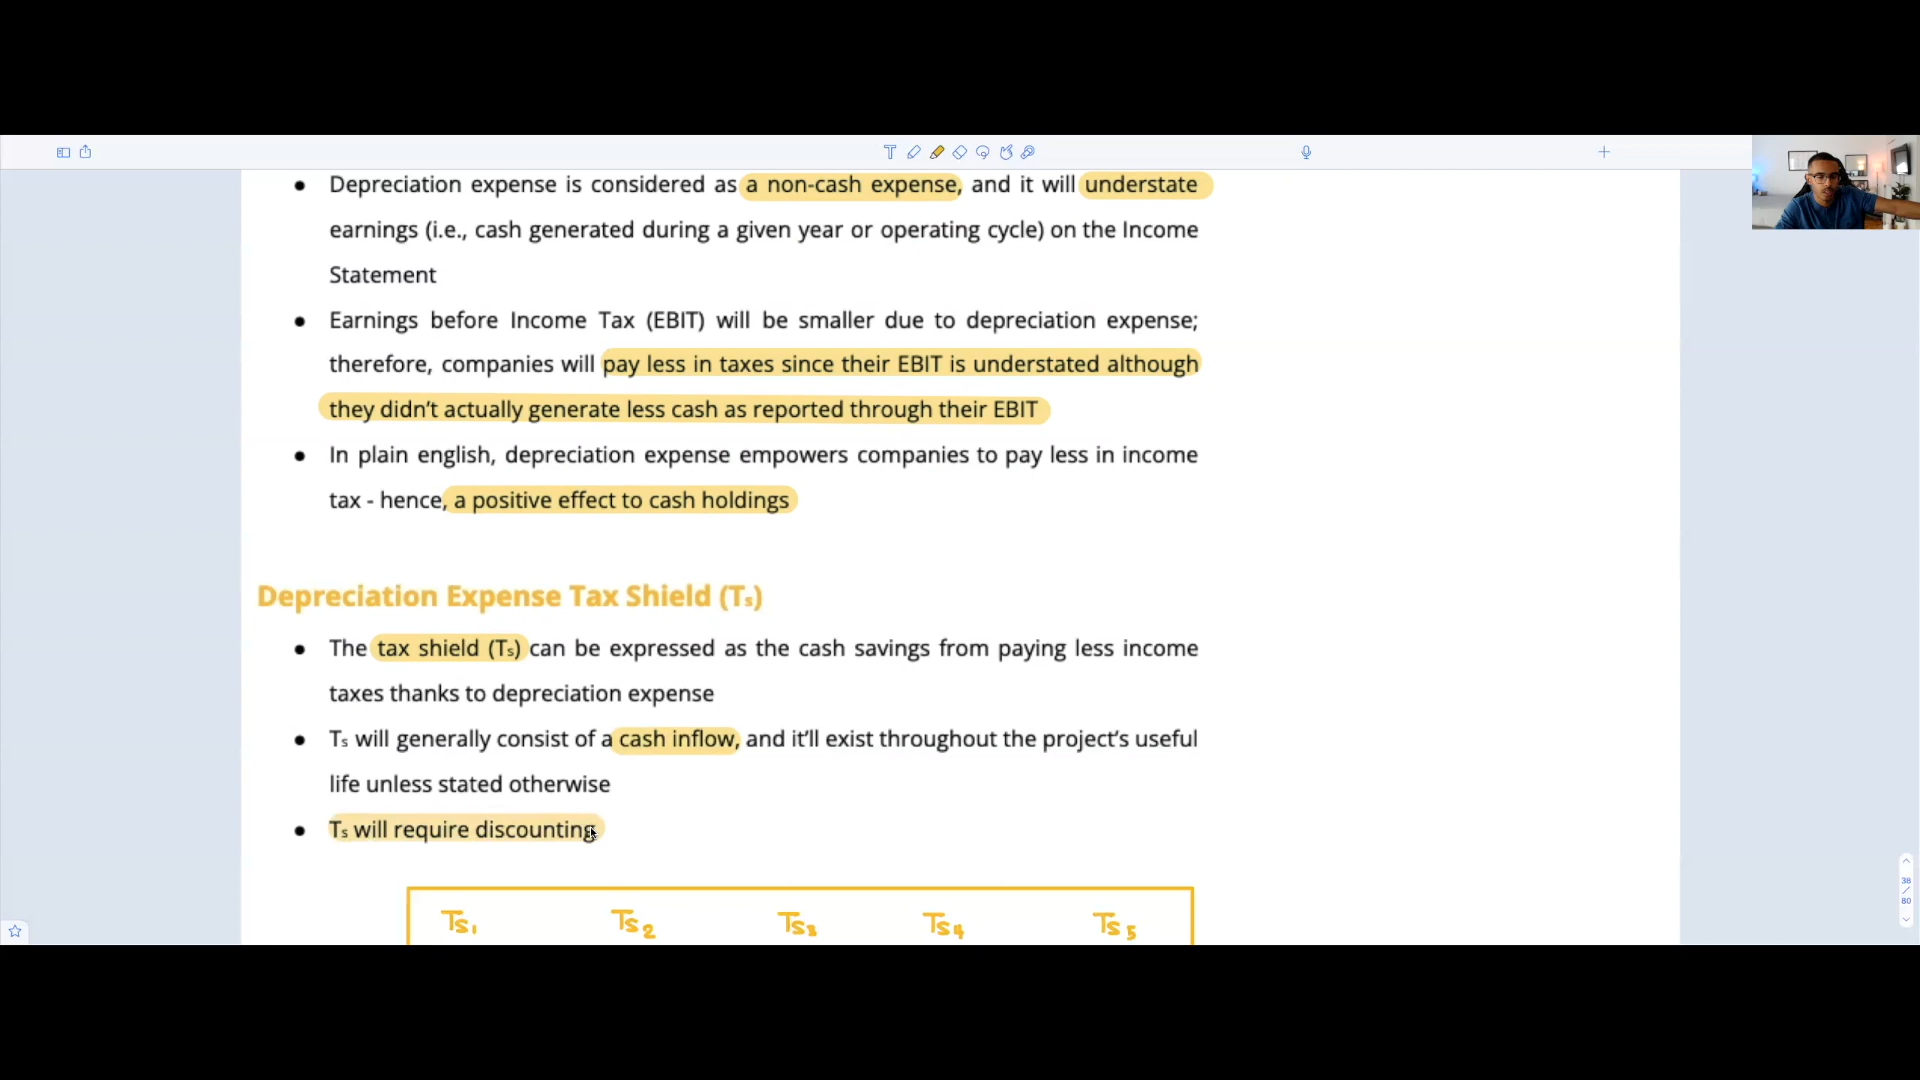 Depreciation expense is considered as a non-cash expense, and it will understate
earnings (i.e., cash generated during a given year or operating cycle) on the Income
Statement
Earnings before Income Tax (EBIT) will be smaller due to depreciation expense;
therefore, companies will pay less in taxes since their EBIT is understated although
they didn't actually generate less cash as reported through their EBIT
In plain english, depreciation expense empowers companies to pay less in income
tax - hence, a positive effect to cash holdings
Depreciation Expense Tax Shield (Ts)
The tax shield (Ts) can be expressed as the cash savings from paying less income
taxes thanks to depreciation expense
Ts will generally consist of a cash inflow, and it'll exist throughout the project's useful
life unless stated otherwise
Ts will require discounting
Ts1 Ts2 Ts3 Ts4 Ts5
38
/
80